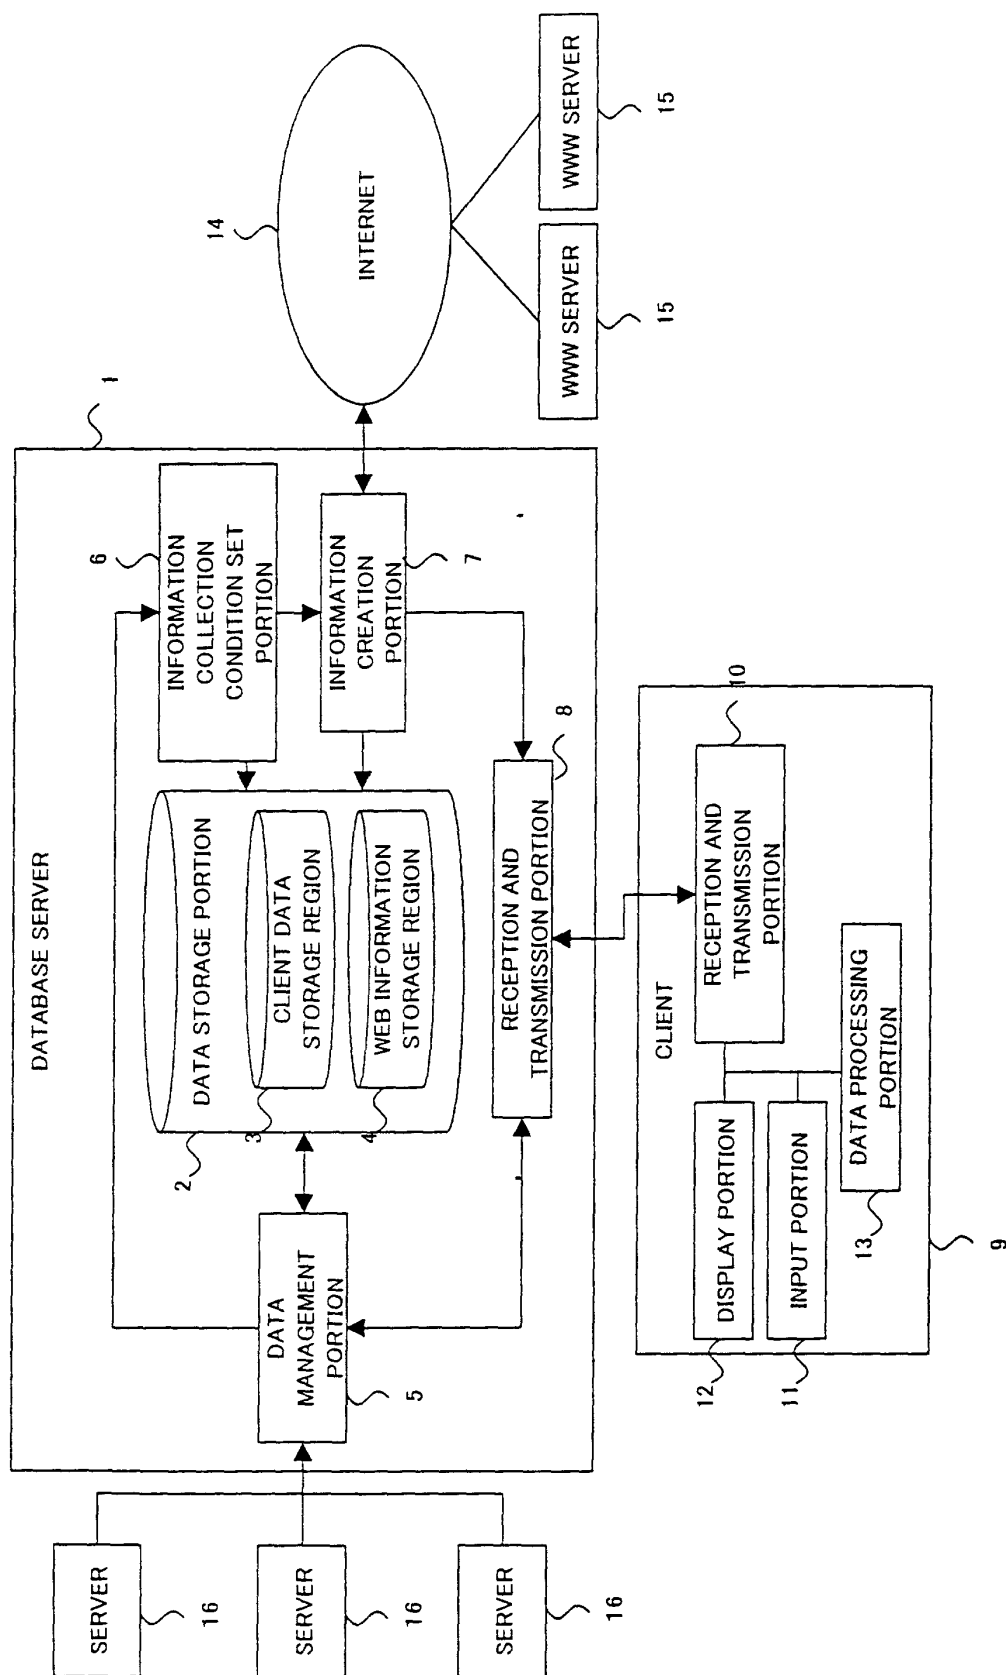 DATABASE SERVER
1
SERVER
16
SERVER
16
SERVER
16
DATA
MANAGEMENT
PORTION
5
2
DATA STORAGE PORTION
3
CLIENT DATA
STORAGE REGION
4
WEB INFORMATION
STORAGE REGION
6
INFORMATION
COLLECTION
CONDITION SET
PORTION
INFORMATION
CREATION
PORTION
7
RECEPTION AND
TRANSMISSION PORTION
8
14
INTERNET
WWW SERVER
15
WWW SERVER
15
CLIENT
RECEPTION AND
TRANSMISSION
PORTION
10
DISPLAY PORTION
12
INPUT PORTION
11
DATA PROCESSING
PORTION
13
9